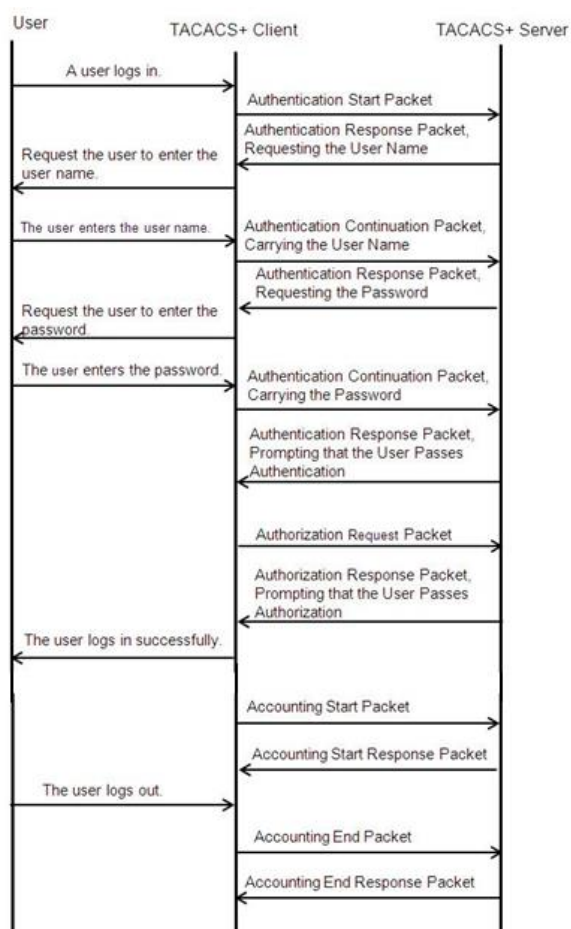 User
TACACS+ Client
TACACS+ Server
A user logs in.
Authentication Start Packet
Authentication Response Packet,
Requesting the User Name
Request the user to enter the
user name.
The user enters the user name.
Authentication Continuation Packet,
Carrying the User Name
Authentication Response Packet,
Requesting the Password
Request the user to enter the
password.
The user enters the password.
Authentication Continuation Packet,
Carrying the Password
Authentication Response Packet,
Prompting that the User Passes
Authentication
Authorization Request Packet
Authorization Response Packet,
Prompting that the User Passes
Authorization
The user logs in successfully.
Accounting Start Packet
Accounting Start Response Packet
The user logs out.
Accounting End Packet
Accounting End Response Packet